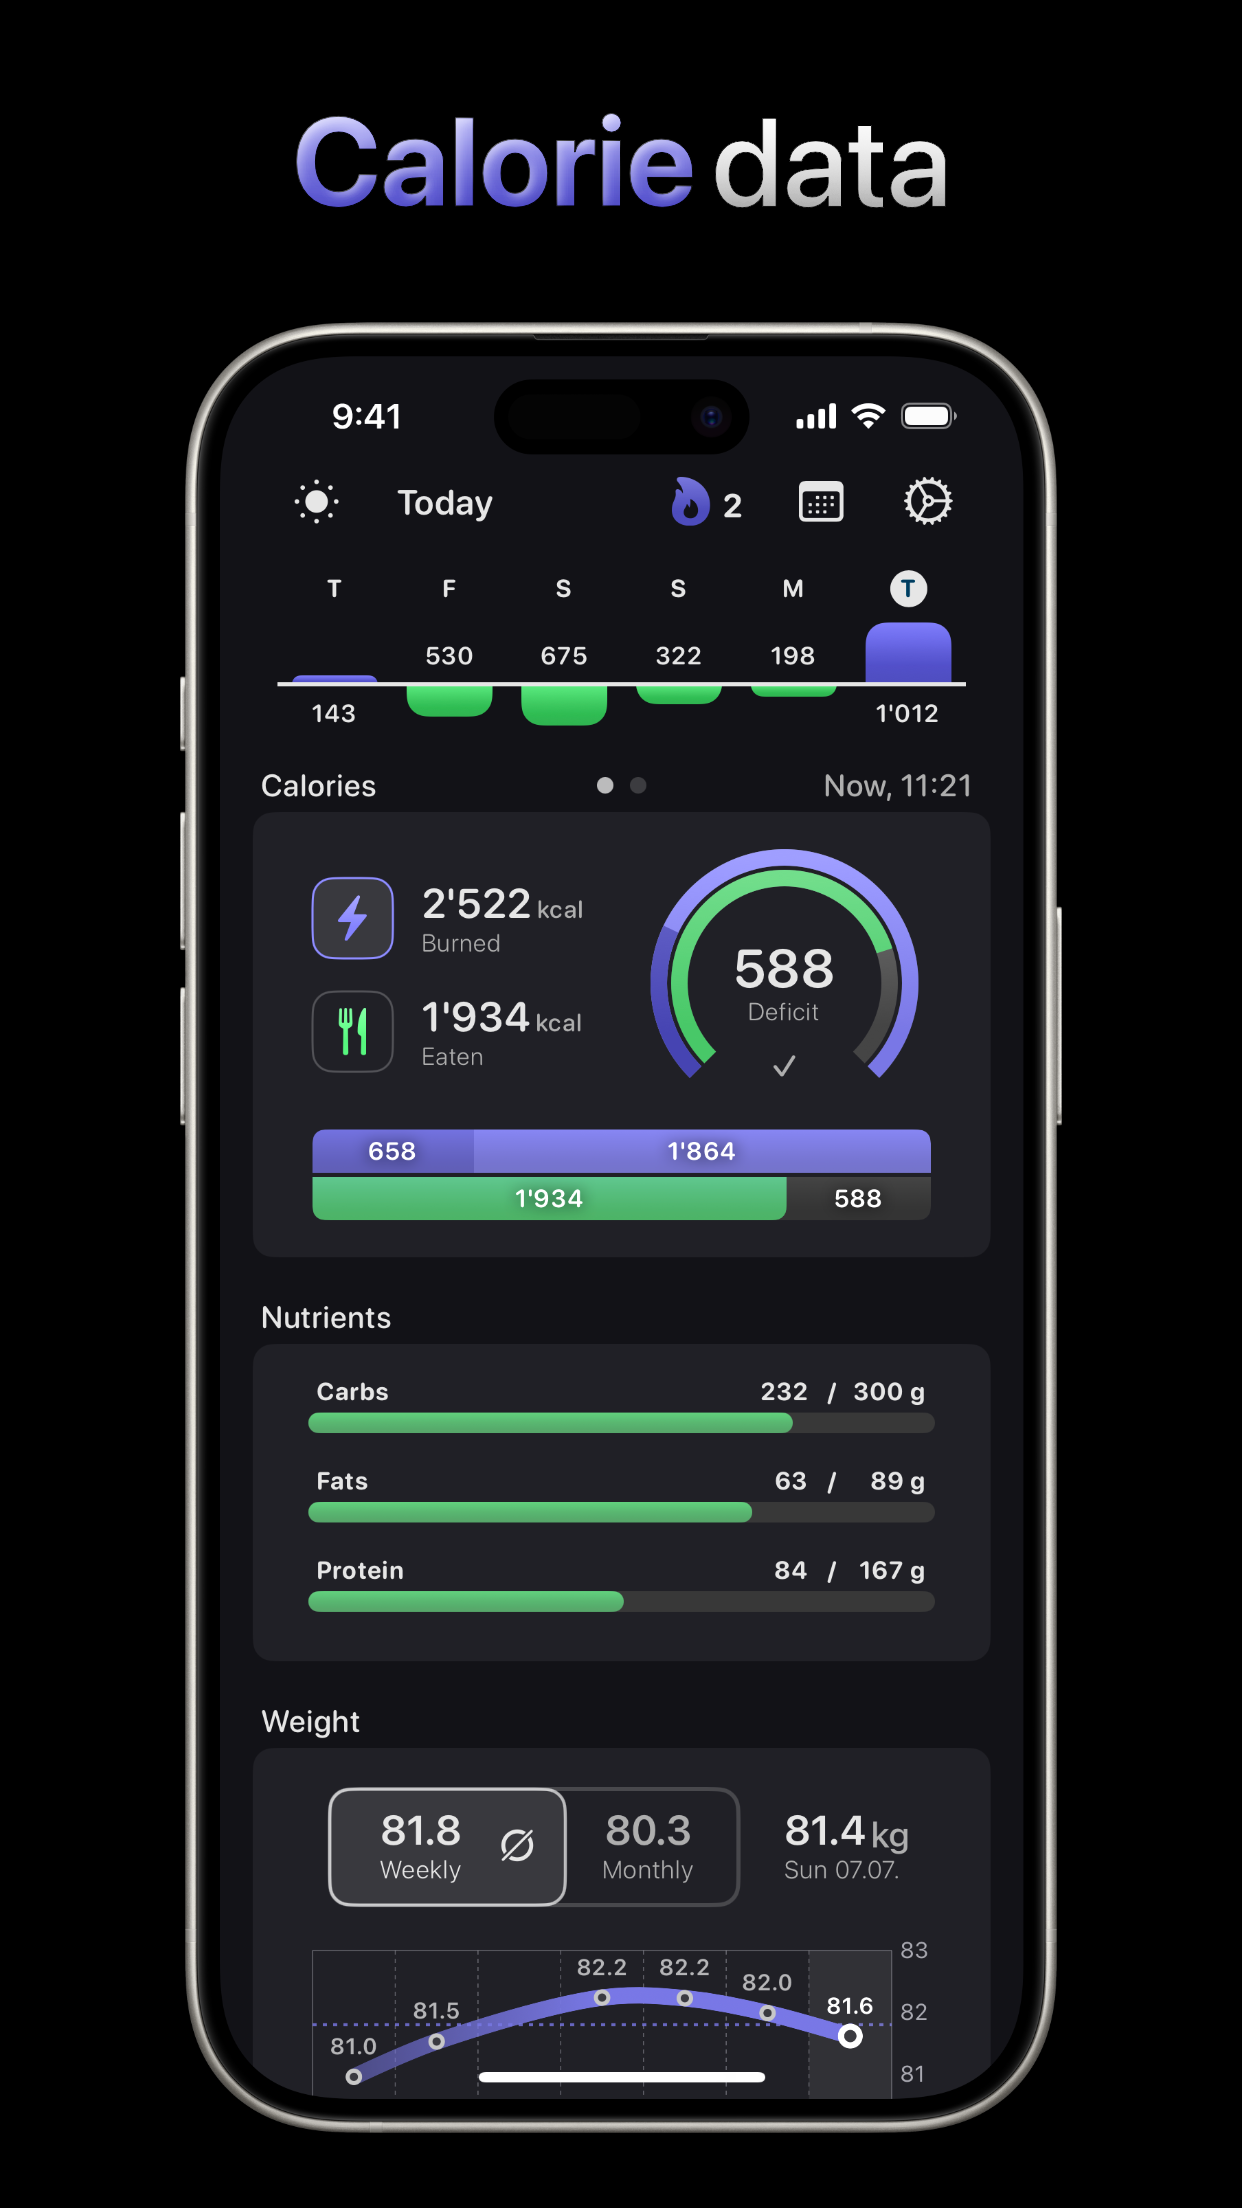 Calorie data
9:41
Today 2
T F S S M T
530 675 322 198
143 1'012
Calories Now, 11:21
2'522 kcal
Burned
1'934 kcal
Eaten
588
Deficit
658 1'864
1'934 588
Nutrients
Carbs 232 / 300 g
Fats 63 / 89 g
Protein 84 / 167 g
Weight
81.8 80.3 81.4 kg
Weekly Monthly Sun 07.07.
83
82.2 82.2
82.0
81.5 81.6 82
81.0
81